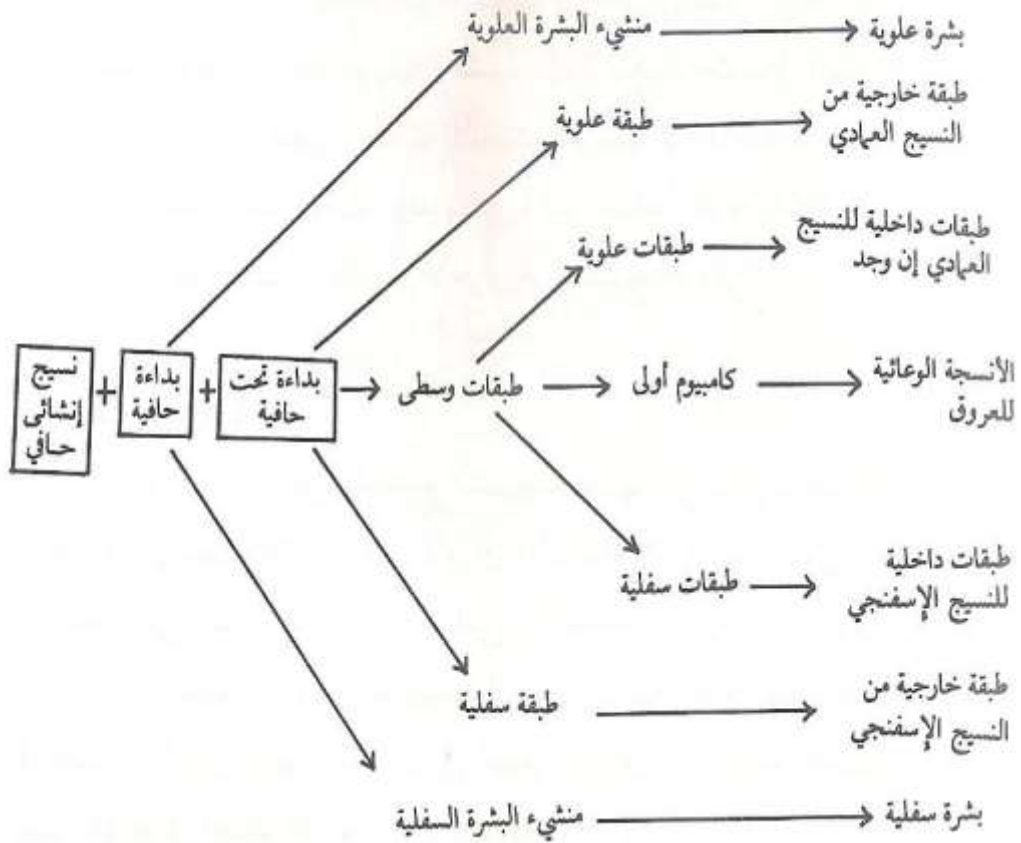 منشيء البشرة العلوية
بشرة علوية
طبقة علوية
طبقة خارجية من
النسيج العمادي
طبقات علوية
طبقات داخلية للنسيج
العمادي إن وجد
نسيج
إنشائى
حافي
+
بداءة
حافية
+
بداءة تحت
حافية
طبقات وسطى
كامبيوم أولى
الأنسجة الوعائية
للعروق
طبقات سفلية
طبقات داخلية
للنسيج الإسفنجي
طبقة سفلية
طبقة خارجية من
النسيج الإسفنجي
منشيء البشرة السفلية
بشرة سفلية